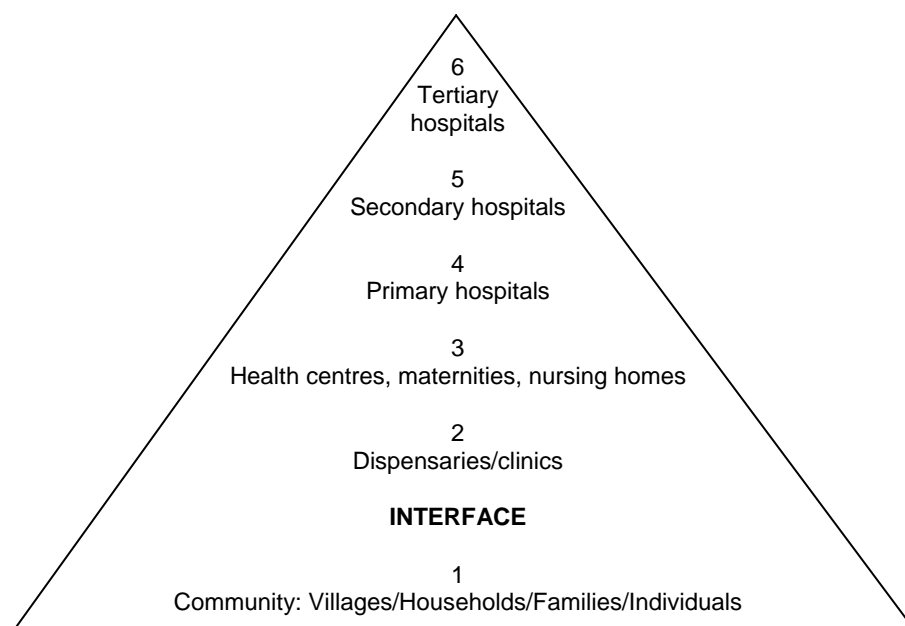 6
Tertiary
hospitals
5
Secondary hospitals
4
Primary hospitals
3
Health centres, maternities, nursing homes
2
Dispensaries/clinics
INTERFACE
1
Community: Villages/Households/Families/Individuals